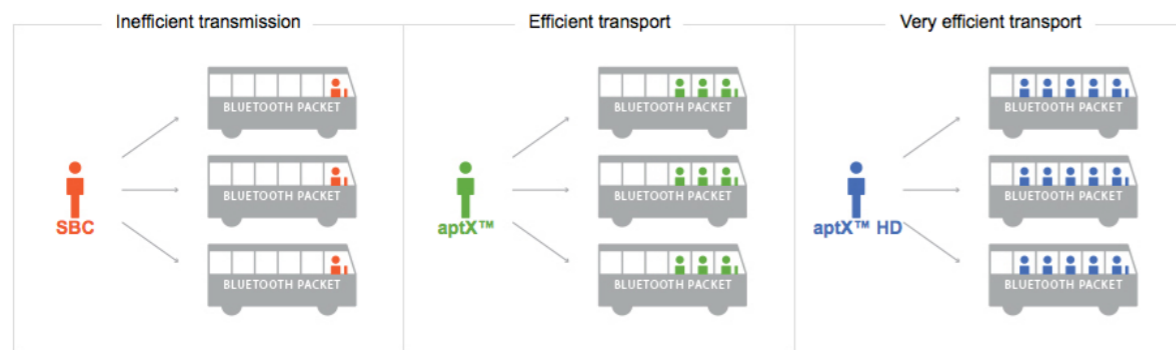 Inefficient transmission
BLUETOOTH PACKET
BLUETOOTH PACKET
BLUETOOTH PACKET
SBC
Efficient transport
BLUETOOTH PACKET
BLUETOOTH PACKET
BLUETOOTH PACKET
aptX™
Very efficient transport
BLUETOOTH PACKET
BLUETOOTH PACKET
BLUETOOTH PACKET
aptX™ HD